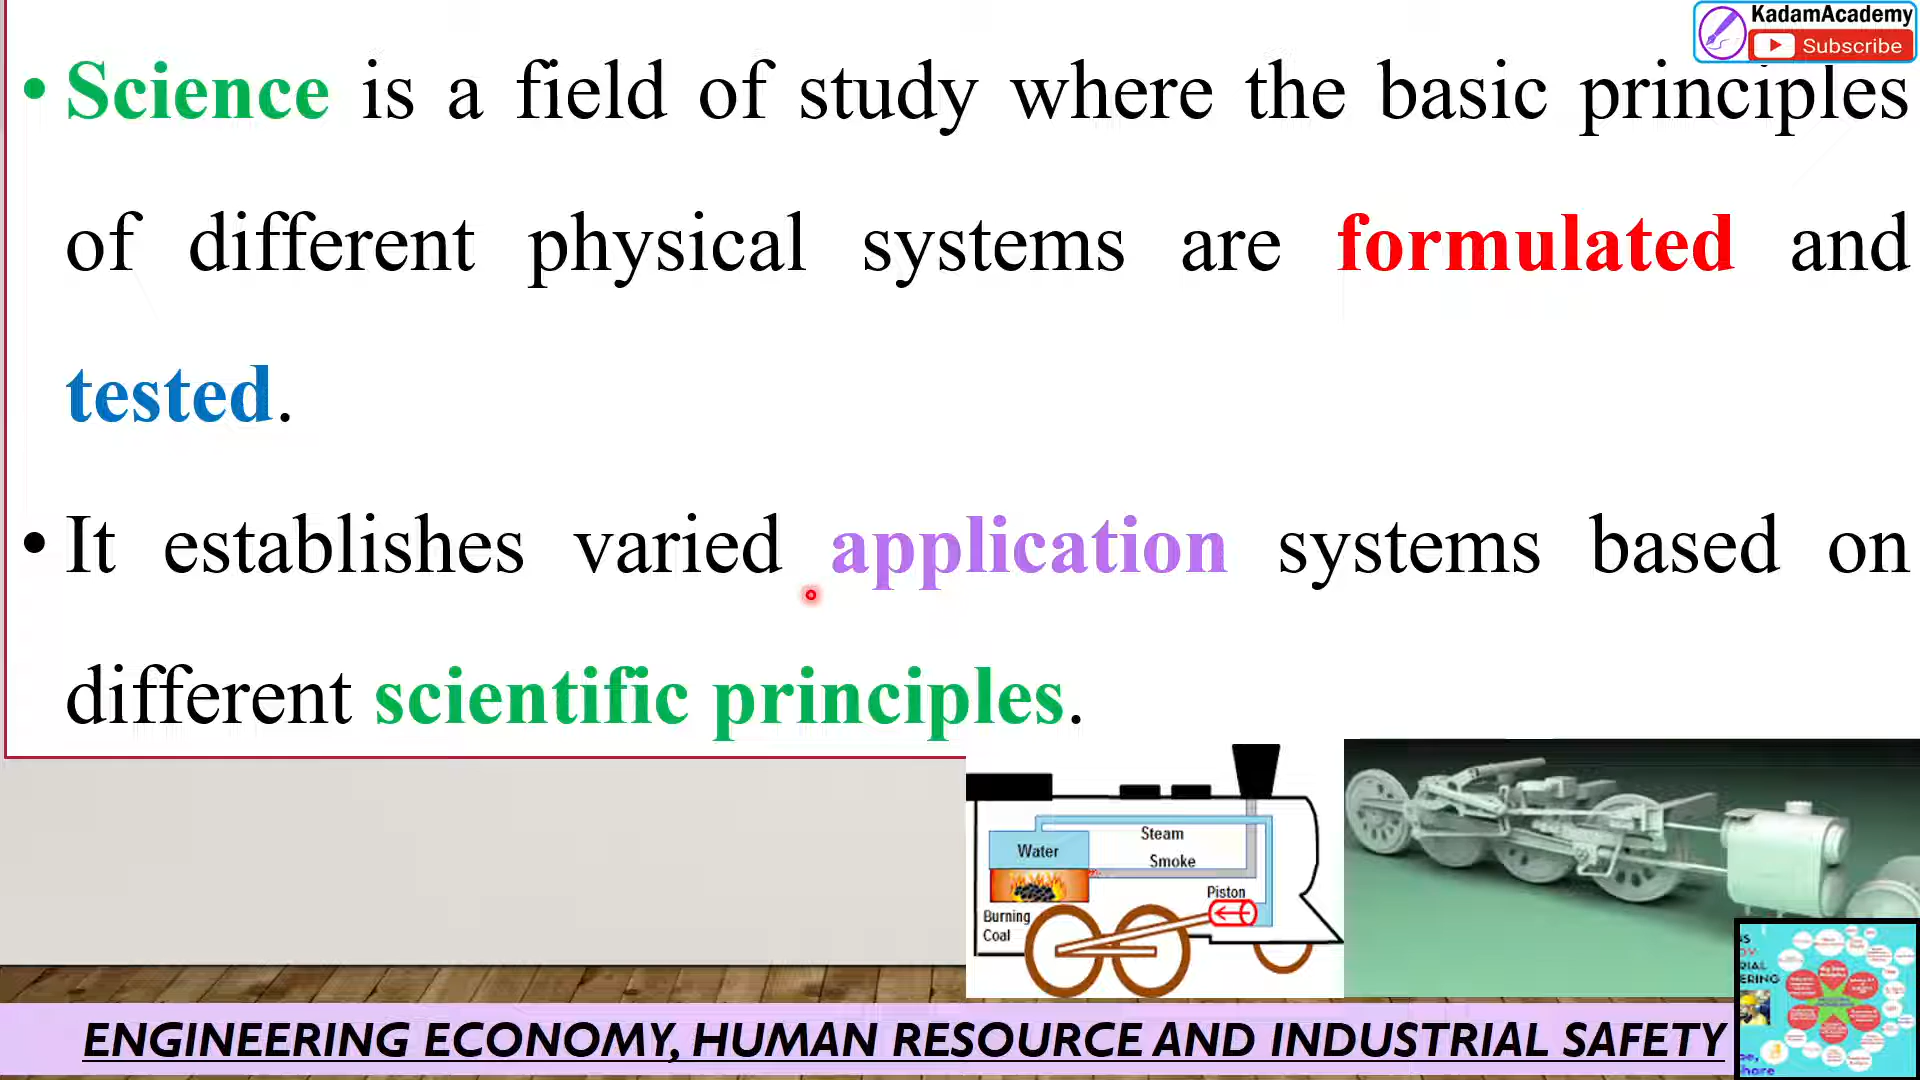 KadamAcademy
Subscribe
• Science is a field of study where the basic principles
of different physical systems are formulated and
tested.
• It establishes varied application systems based on
different scientific principles.
Steam
Water
Smoke
Piston
Burning
Coal
ENGINEERING ECONOMY, HUMAN RESOURCE AND INDUSTRIAL SAFETY